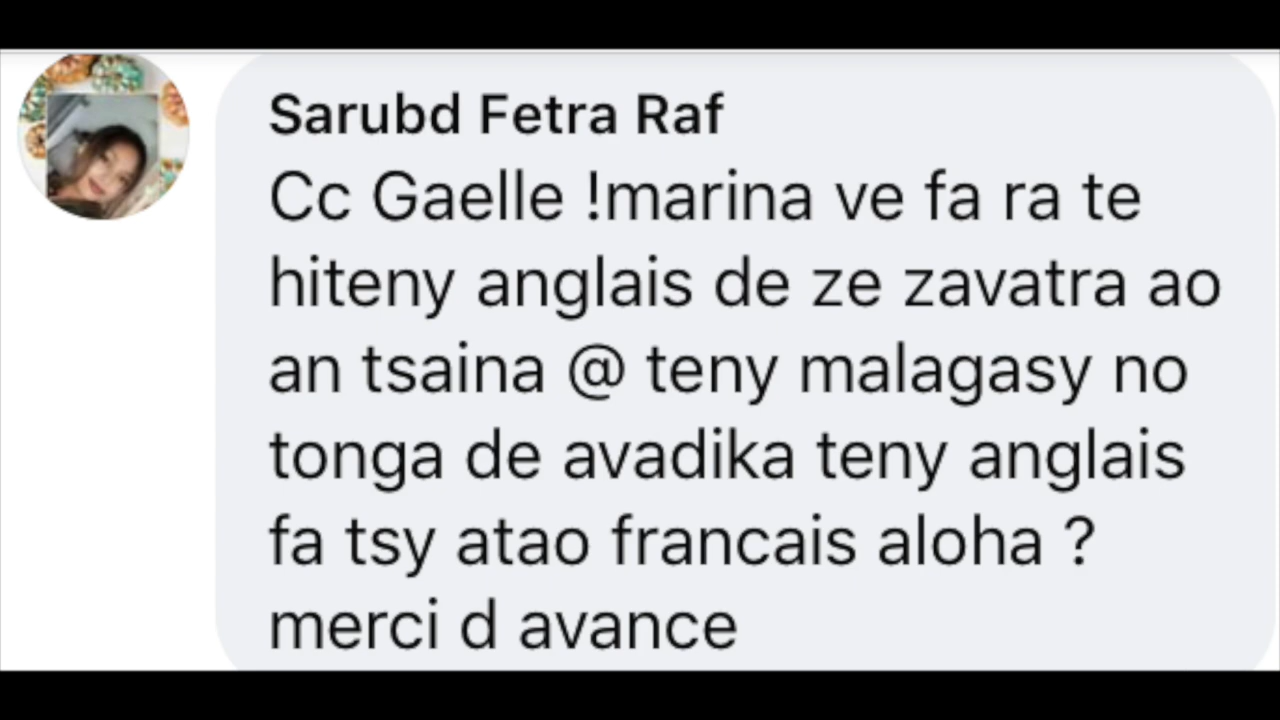 Sarubd Fetra Raf
Cc Gaelle !marina ve fa ra te
hiteny anglais de ze zavatra ao
an tsaina @ teny malagasy no
tonga de avadika teny anglais
fa tsy atao francais aloha ?
merci d avance